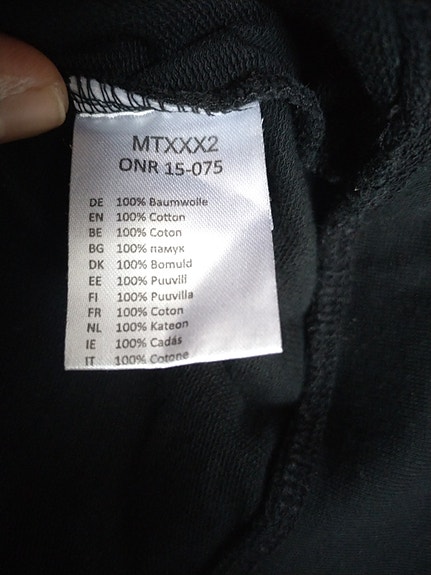 MTXXX2
ONR 15-075
DE 100% Baumwolle
EN 100% Cotton
BE 100% Coton
BG 100% памук
DK 100% Bomuld
EE 100% Puuvill
FI 100% Puuvilla
FR 100% Coton
NL 100% Katoen
IE 100% Cadás
IT 100% Cotone